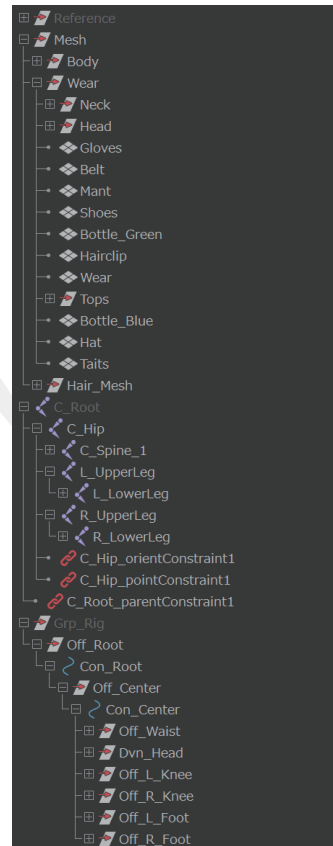 Reference
Mesh
Body
Wear
Neck
Head
Gloves
Belt
Mant
Shoes
Bottle_Green
Hairclip
Wear
Tops
Bottle_Blue
Hat
Taits
Hair_Mesh
C_Root
C_Hip
C_Spine_1
L_UpperLeg
L_LowerLeg
R_UpperLeg
R_LowerLeg
C_Hip_orientConstraint1
C_Hip_pointConstraint1
C_Root_parentConstraint1
Grp_Rig
Off_Root
Con_Root
Off_Center
Con_Center
Off_Waist
Dvn_Head
Off_L_Knee
Off_R_Knee
Off_L_Foot
Off_R_Foot